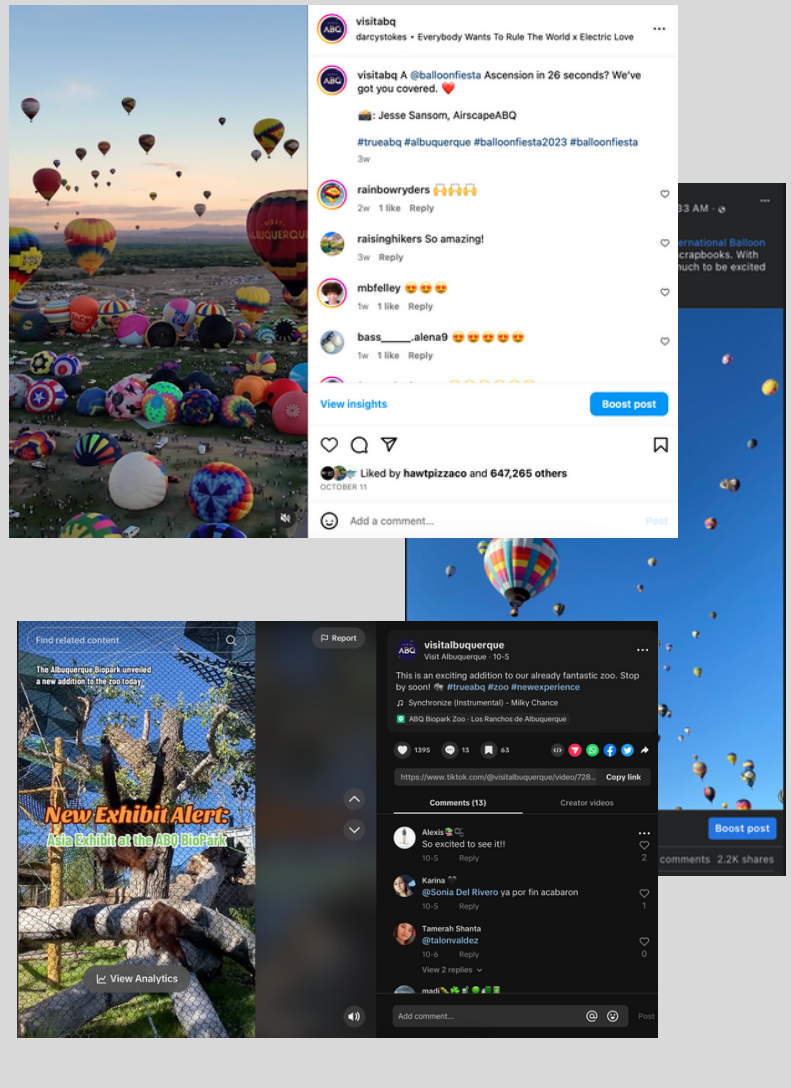 visitabq
darcystokes • Everybody Wants To Rule The World x Electric Love
visitabq A @balloonfiesta Ascension in 26 seconds? We've
got you covered. ❤️
📸: Jesse Sansom, AirscapeABQ
#trueabq #albuquerque #balloonfiesta2023 #balloonfiesta
3w
rainbowryders 🙌🙌🙌
2w 1 like Reply
raisinghikers So amazing!
3w Reply
mbfelley 😍😍😍
1w 1 like Reply
bass_____.alena9 😍😍😍😍😍
1w 1 like Reply
View insights
Boost post
Liked by hawtpizzaco and 647,265 others
OCTOBER 11
Add a comment...
Post
ABQ
ABQ
VISIT
ALBUQUERQU
33 AM ·
ernational Balloon
scrapbooks. With
much to be excited
Boost post
comments 2.2K shares
Find related content
The Albuquerque Biopark unveiled
a new addition to the zoo today
New Exhibit Alert:
Asia Exhibit at the ABQ BioPark
View Analytics
Report
ABQ
visitalbuquerque
Visit Albuquerque · 10-5
This is an exciting addition to our already fantastic zoo. Stop
by soon! 🦍 #trueabq #zoo #newexperience
♫ Synchronize (Instrumental) - Milky Chance
ABQ Biopark Zoo · Los Ranchos de Albuquerque
1395
13
63
https://www.tiktok.com/@visitalbuquerque/video/728...
Copy link
Comments (13)
Creator videos
Alexis
So excited to see it!!
10-5 Reply
2
Karina
@Sonia Del Rivero ya por fin acabaron
10-5 Reply
1
Tamerah Shanta
@talonvaldez
10-6 Reply
0
View 2 replies
madi
Add comment...
Post